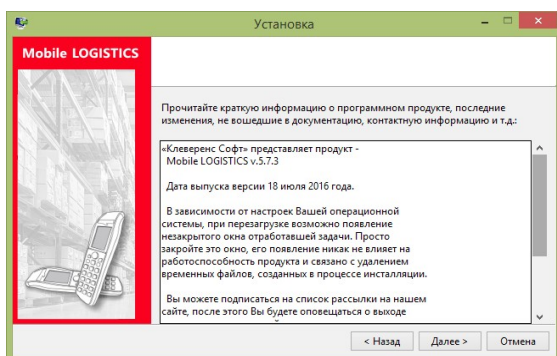 Установка
Mobile LOGISTICS
Прочитайте краткую информацию о программном продукте, последние
изменения, не вошедшие в документацию, контактную информацию и т.д.:
«Клеверенс Софт» представляет продукт -
Mobile LOGISTICS v.5.7.3
Дата выпуска версии 18 июля 2016 года.
В зависимости от настроек Вашей операционной
системы, при перезагрузке возможно появление
незакрытого окна отработавшей задачи. Просто
закройте это окно, его появление никак не влияет на
работоспособность продукта и связано с удалением
временных файлов, созданных в процессе инсталляции.
Вы можете подписаться на список рассылки на нашем
сайте, после этого Вы будете оповещаться о выходе
< Назад
Далее >
Отмена